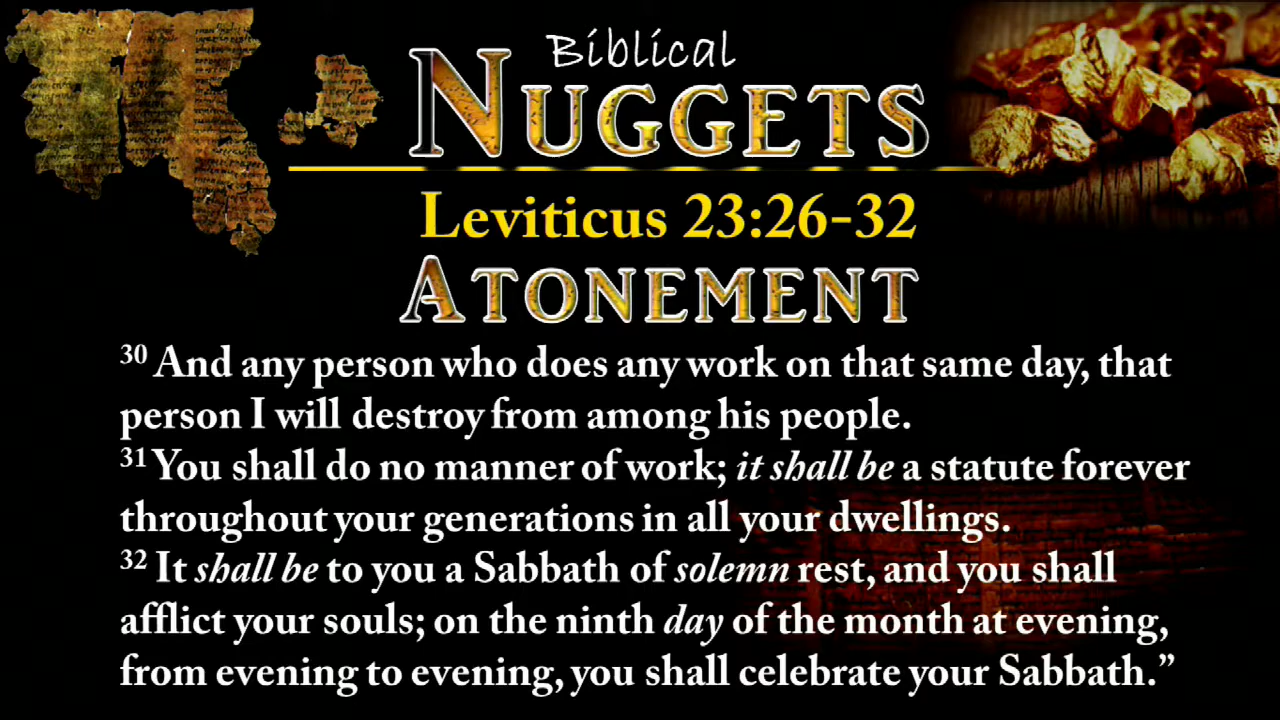 Biblical
NUGGETS
Leviticus 23:26-32
ATONEMENT
30 And any person who does any work on that same day, that
person I will destroy from among his people.
31 You shall do no manner of work; it shall be a statute forever
throughout your generations in all your dwellings.
32 It shall be to you a Sabbath of solemn rest, and you shall
afflict your souls; on the ninth day of the month at evening,
from evening to evening, you shall celebrate your Sabbath.”